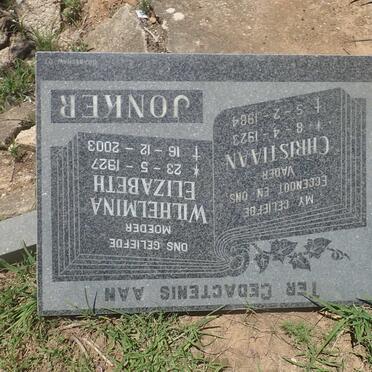 TER GEDAGTENIS AAN
MY GELIEFDE
EGGENOOT EN ONS
VADER
CHRISTIAAN
* 8 - 4 - 1923
† 5 - 2 - 1984
ONS GELIEFDE
MOEDER
WILHELMINA
ELIZABETH
* 23 - 5 - 1927
† 16 - 12 - 2003
JONKER